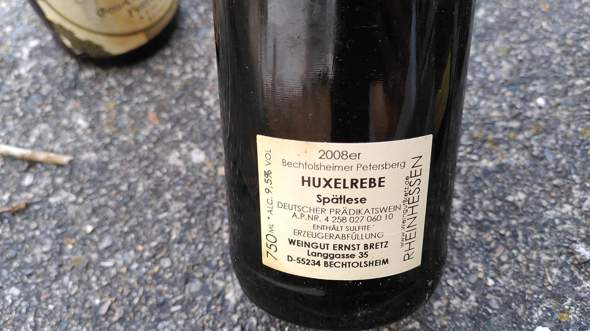 2008er
Bechtolsheimer Petersberg
HUXELREBE
Spätlese
DEUTSCHER PRÄDIKATSWEIN
A.P.NR. 4 258 027 060 10
ENTHÄLT SULFITE
ERZEUGERABFÜLLUNG
WEINGUT ERNST BRETZ
Langgasse 35
D-55234 BECHTOLSHEIM
750 ML * ALC. 9,5% VOL
RHEINHESSEN